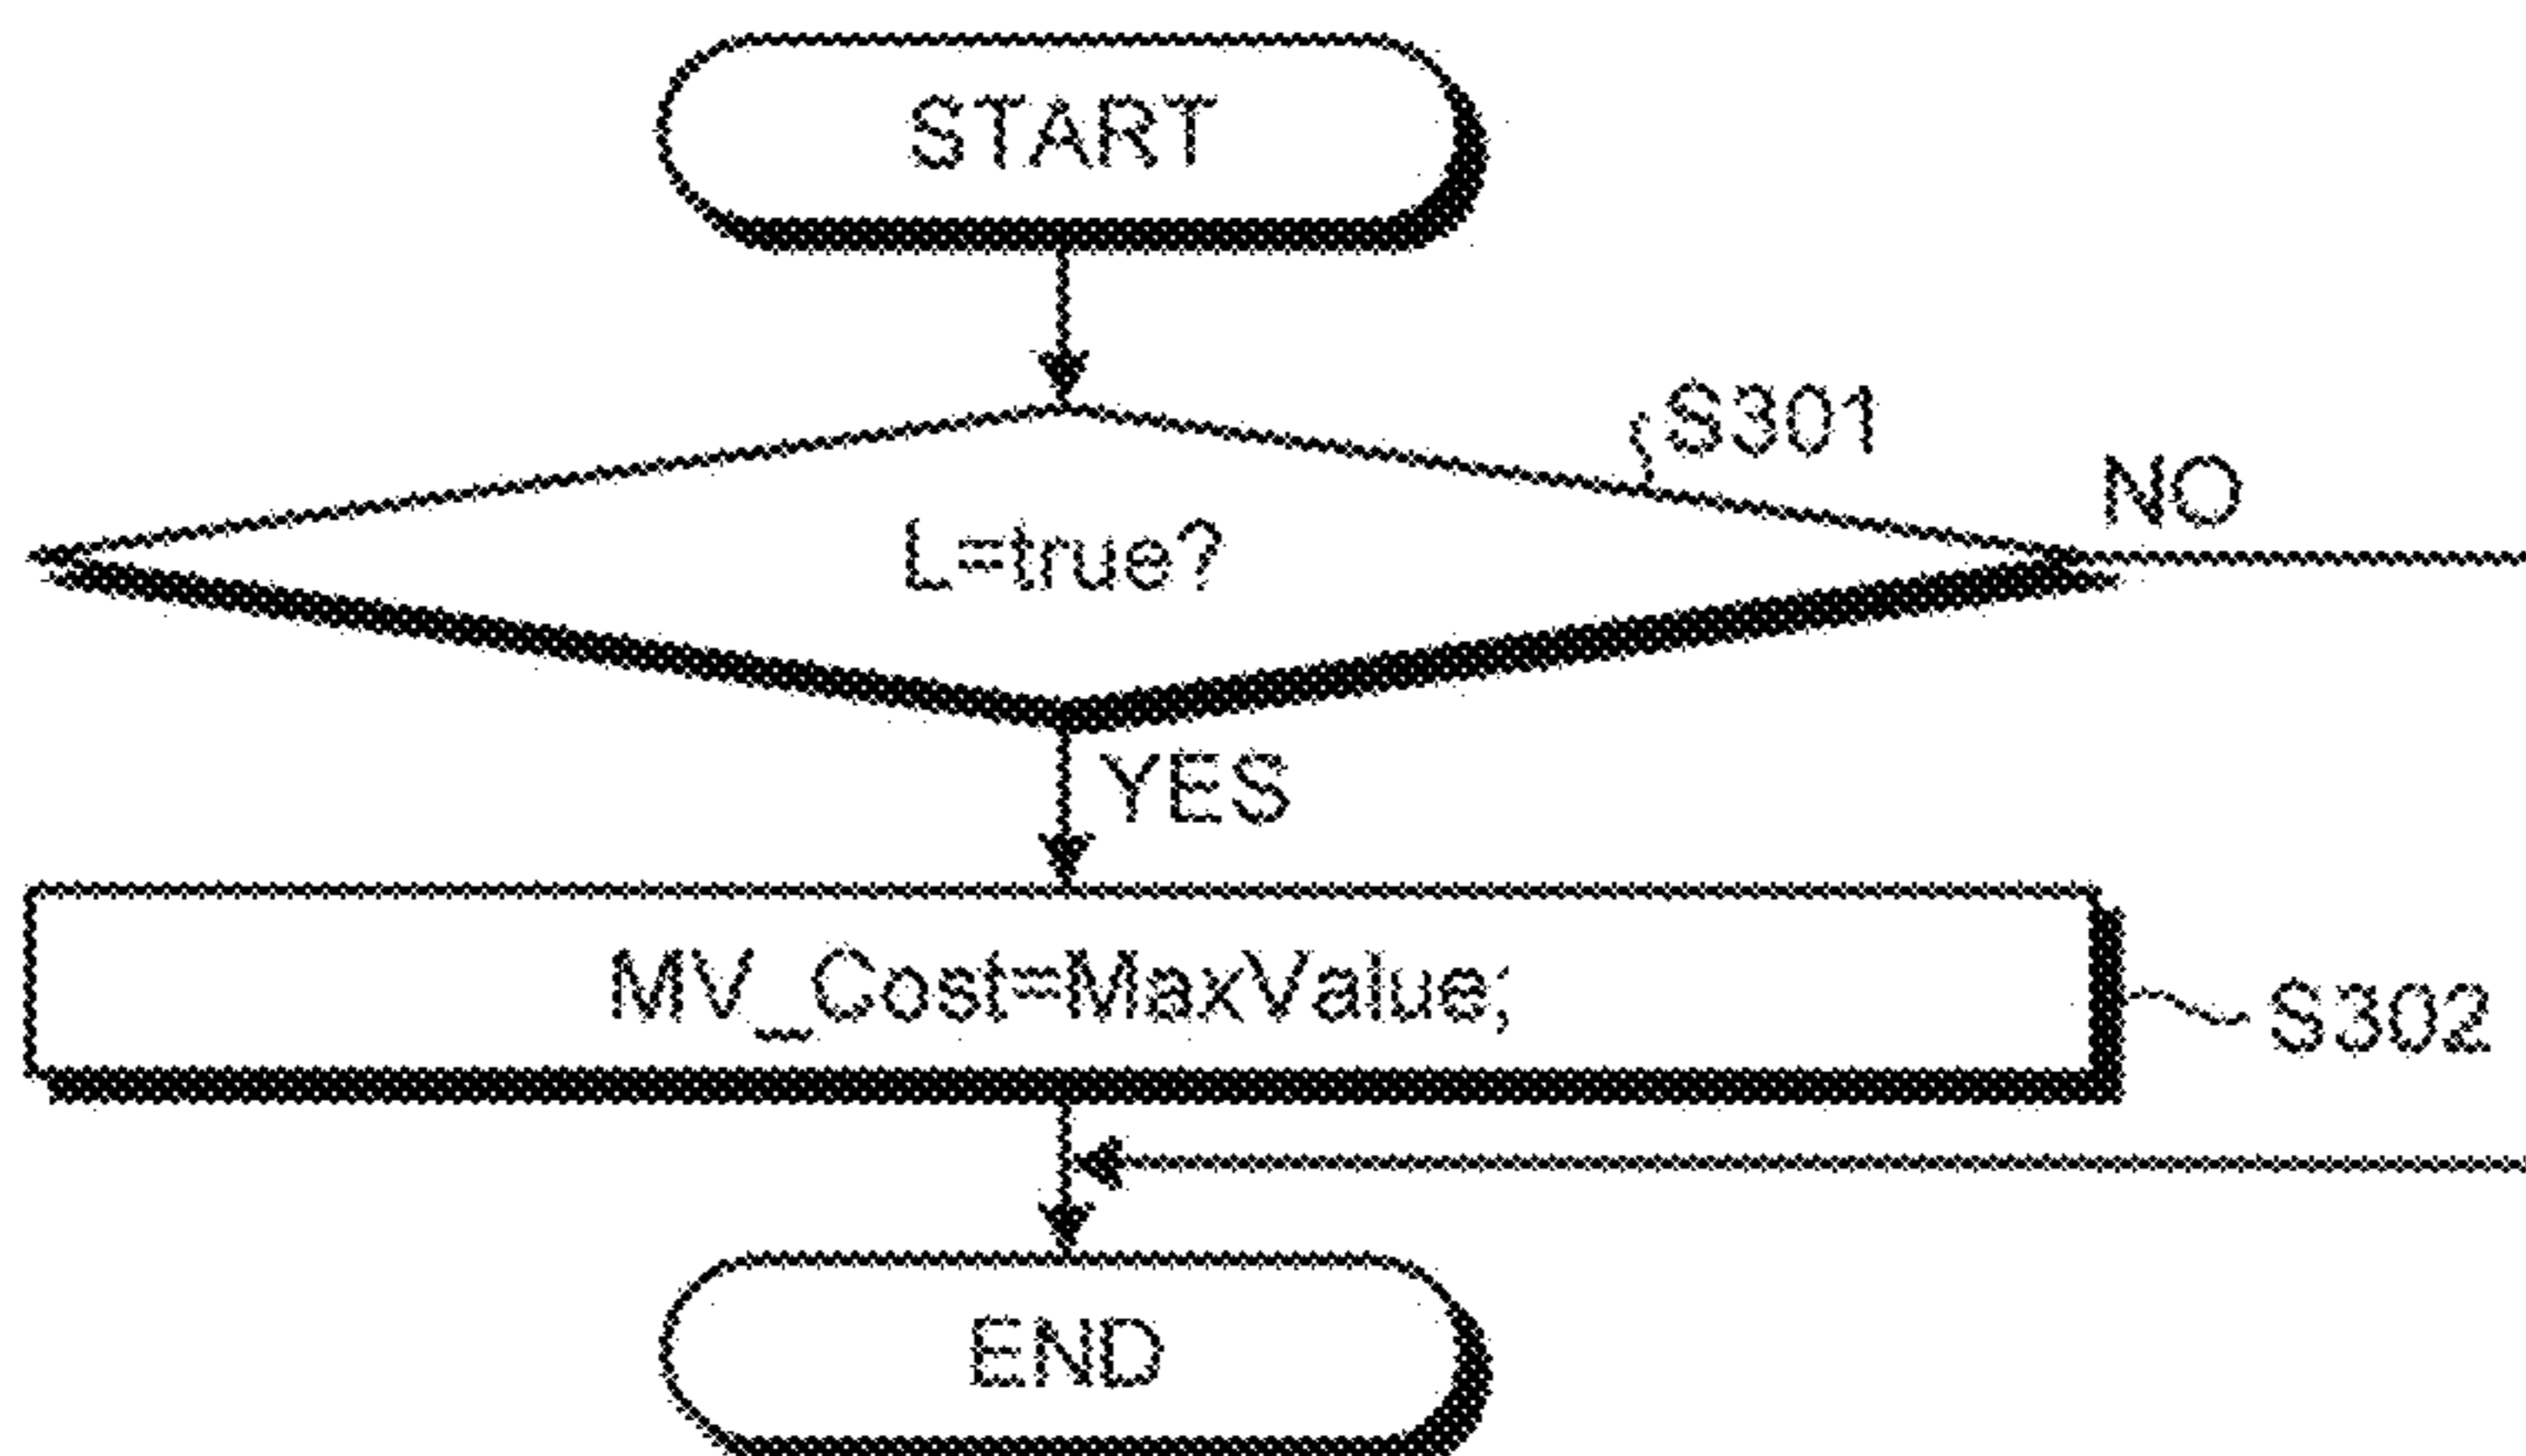 START
S301
NO
L=true?
YES
MV_Cost=MaxValue;
S302
END